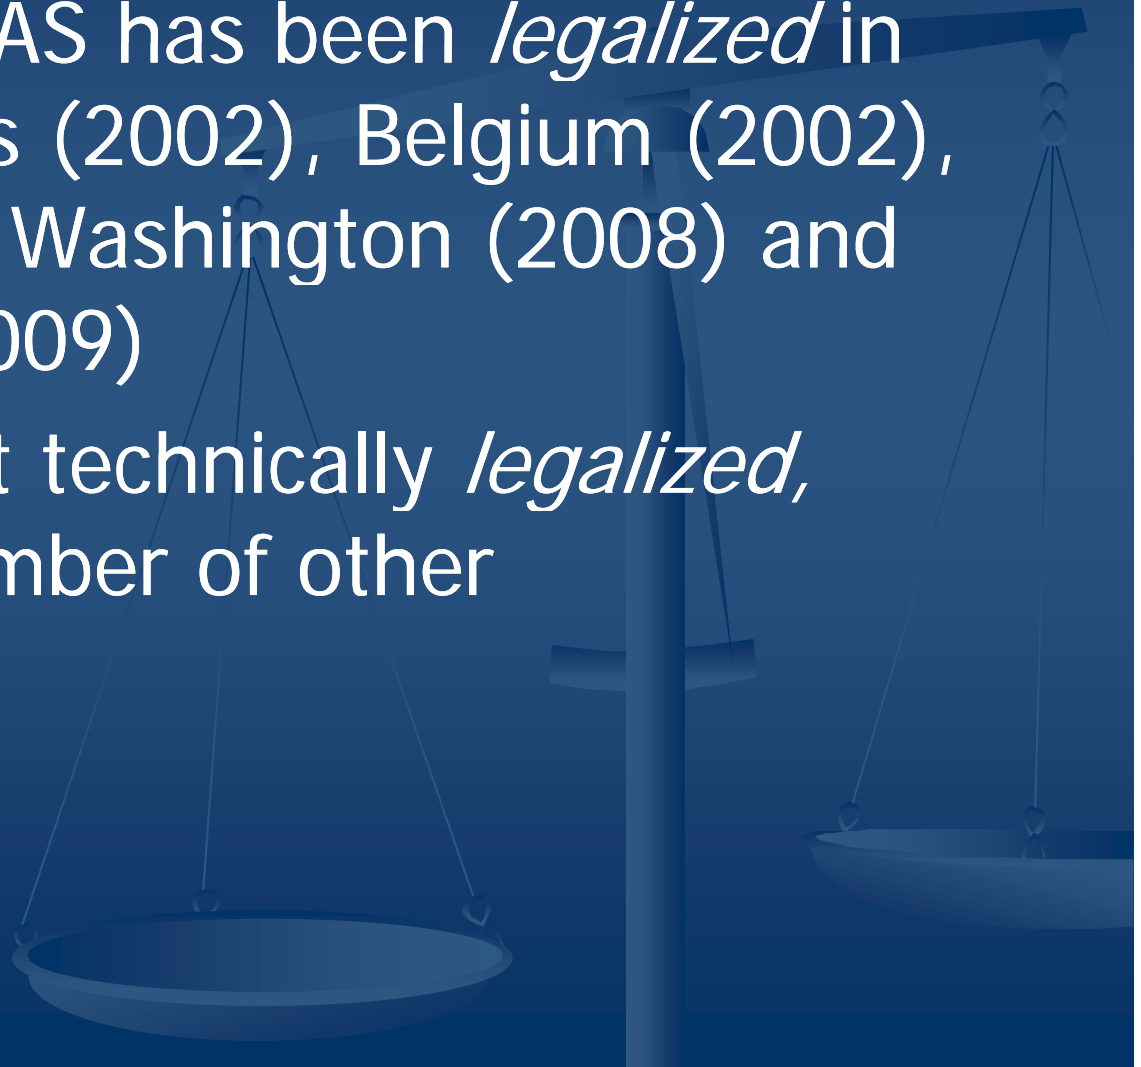 AS has been legalized in
s (2002), Belgium (2002),
Washington (2008) and
009)
t technically legalized,
mber of other